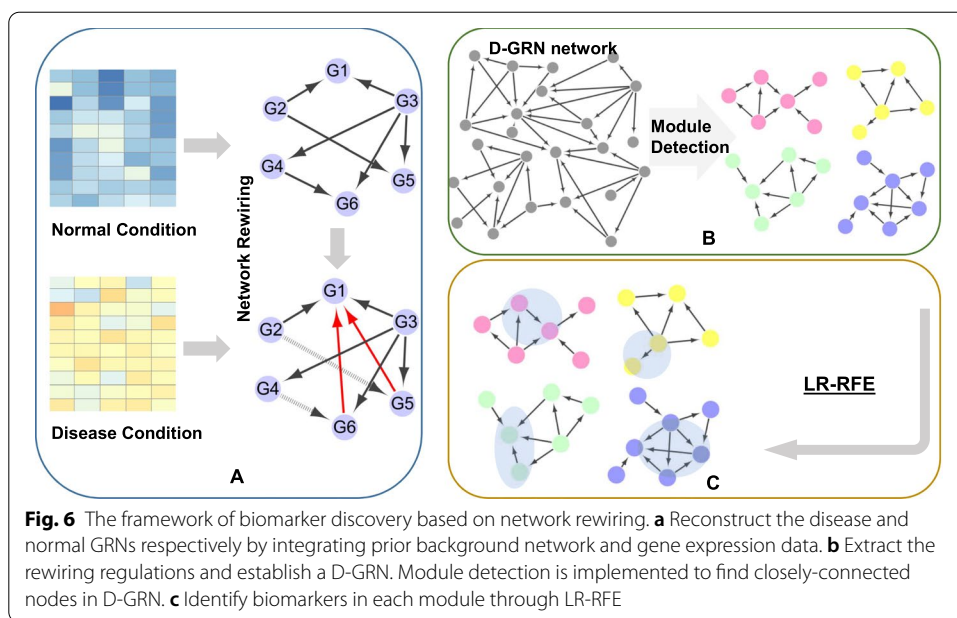 G1
G2
G3
G4
G5
G6
Normal Condition
Network Rewiring
G1
G2
G3
G4
G5
G6
Disease Condition
A
D-GRN network
Module
Detection
B
LR-RFE
C
Fig. 6 The framework of biomarker discovery based on network rewiring. a Reconstruct the disease and
normal GRNs respectively by integrating prior background network and gene expression data. b Extract the
rewiring regulations and establish a D-GRN. Module detection is implemented to find closely-connected
nodes in D-GRN. c Identify biomarkers in each module through LR-RFE